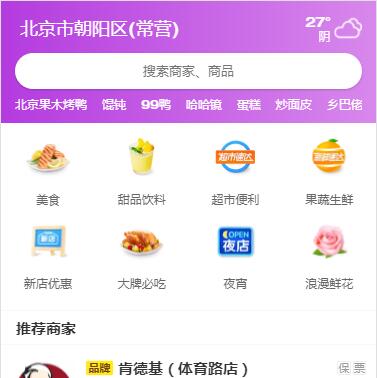 北京市朝阳区(常营)
27°
阴
搜索商家、商品
北京果木烤鸭 馄饨 99鸭 哈哈镜 蛋糕 炒面皮 乡巴佬
超市速达 果蔬速达
美食 甜品饮料 超市便利 果蔬生鲜
新店 OPEN
夜店
新店优惠 大牌必吃 夜宵 浪漫鲜花
推荐商家
品牌 肯德基(体育路店) 保 票